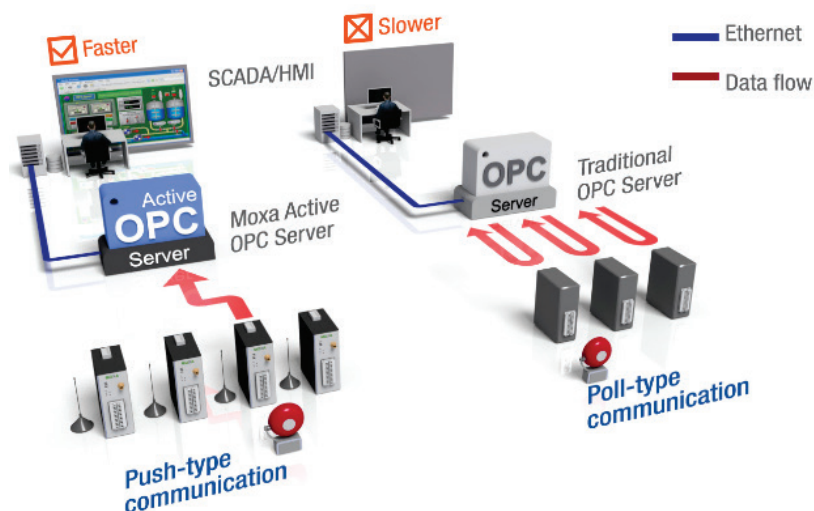 Faster
SCADA/HMI
Active
OPC
Server
Moxa Active
OPC Server
Push-type
communication
Slower
OPC
Server
Traditional
OPC Server
Poll-type
communication
Ethernet
Data flow